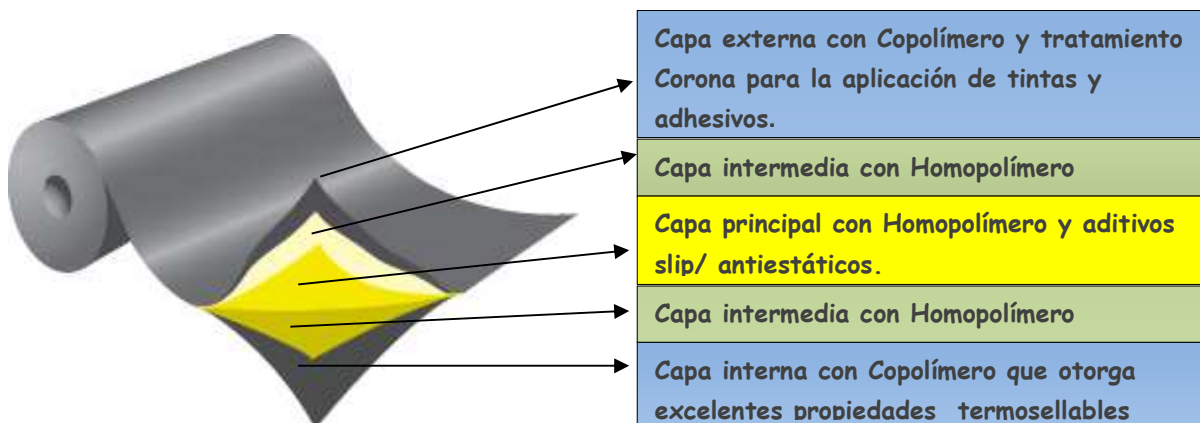 Capa externa con Copolímero y tratamiento
Corona para la aplicación de tintas y
adhesivos.
Capa intermedia con Homopolímero
Capa principal con Homopolímero y aditivos
slip/ antiestáticos.
Capa intermedia con Homopolímero
Capa interna con Copolímero que otorga
excelentes propiedades termosellables